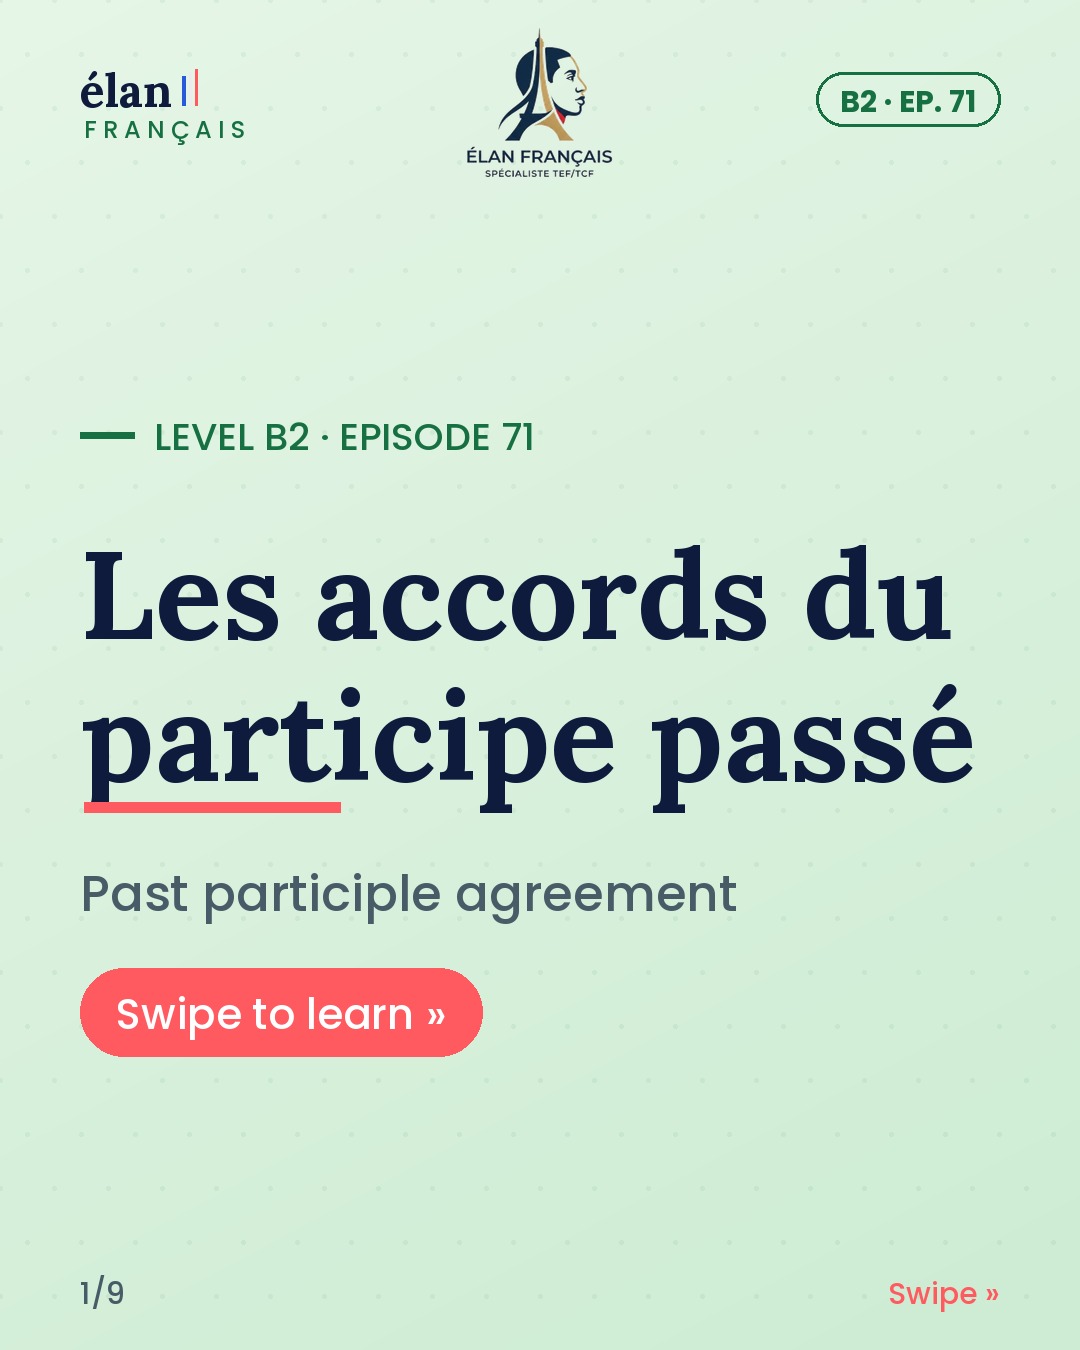 élan
FRANÇAIS
ÉLAN FRANÇAIS
SPÉCIALISTE TEF/TCF
B2 · EP. 71
LEVEL B2 · EPISODE 71
Les accords du
participe passé
Past participle agreement
Swipe to learn »
1/9
Swipe »